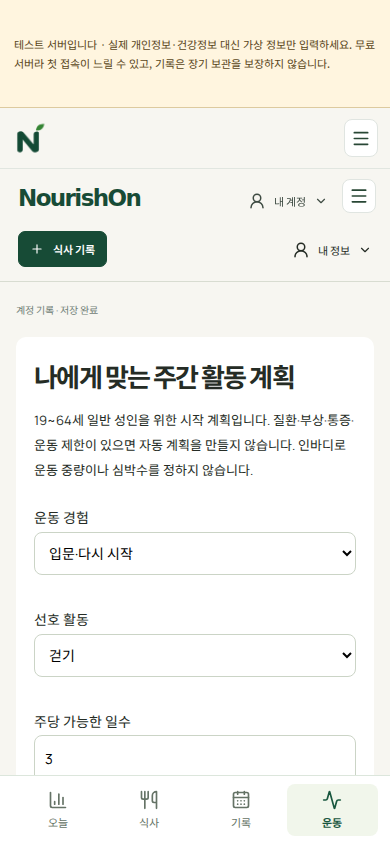 테스트 서버입니다 · 실제 개인정보·건강정보 대신 가상 정보만 입력하세요. 무료
서버라 첫 접속이 느릴 수 있고, 기록은 장기 보관을 보장하지 않습니다.
N
NourishOn
내 계정
+ 식사 기록
내 정보
계정 기록 · 저장 완료
나에게 맞는 주간 활동 계획
19~64세 일반 성인을 위한 시작 계획입니다. 질환·부상·통증·
운동 제한이 있으면 자동 계획을 만들지 않습니다. 인바디로
운동 중량이나 심박수를 정하지 않습니다.
운동 경험
입문·다시 시작
선호 활동
걷기
주당 가능한 일수
3
오늘
식사
기록
운동